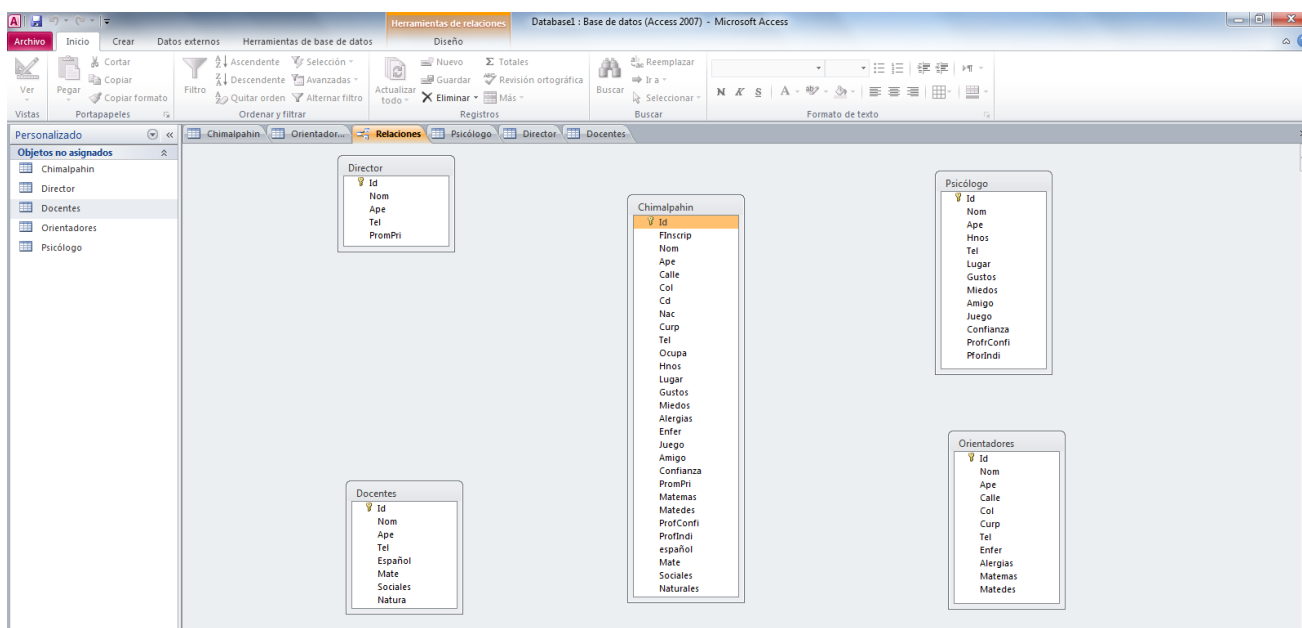 A Herramientas de relaciones Database1 : Base de datos (Access 2007) - Microsoft Access
Archivo Inicio Crear Datos externos Herramientas de base de datos Diseño
Ver
Vistas
Pegar
Cortar
Copiar
Copiar formato
Portapapeles
Filtro
Ascendente
Descendente
Quitar orden
Selección
Avanzadas
Alternar filtro
Ordenar y filtrar
Actualizar
todo
Nuevo
Guardar
Eliminar
Totales
Revisión ortográfica
Más
Registros
Buscar
Reemplazar
Ir a
Seleccionar
Buscar
N K S A
Formato de texto
Personalizado
Objetos no asignados
Chimalpahin
Director
Docentes
Orientadores
Psicólogo
Chimalpahin Orientador... Relaciones Psicólogo Director Docentes
Director
Id
Nom
Ape
Tel
PromPri
Docentes
Id
Nom
Ape
Tel
Español
Mate
Sociales
Natura
Chimalpahin
Id
FInscrip
Nom
Ape
Calle
Col
Cd
Nac
Curp
Tel
Ocupa
Hnos
Lugar
Gustos
Miedos
Alergias
Enfer
Juego
Amigo
Confianza
PromPri
Matemas
Matedes
ProfConfi
ProfIndi
español
Mate
Sociales
Naturales
Psicólogo
Id
Nom
Ape
Hnos
Tel
Lugar
Gustos
Miedos
Amigo
Juego
Confianza
ProfrConfi
PforIndi
Orientadores
Id
Nom
Ape
Calle
Col
Curp
Tel
Enfer
Alergias
Matemas
Matedes